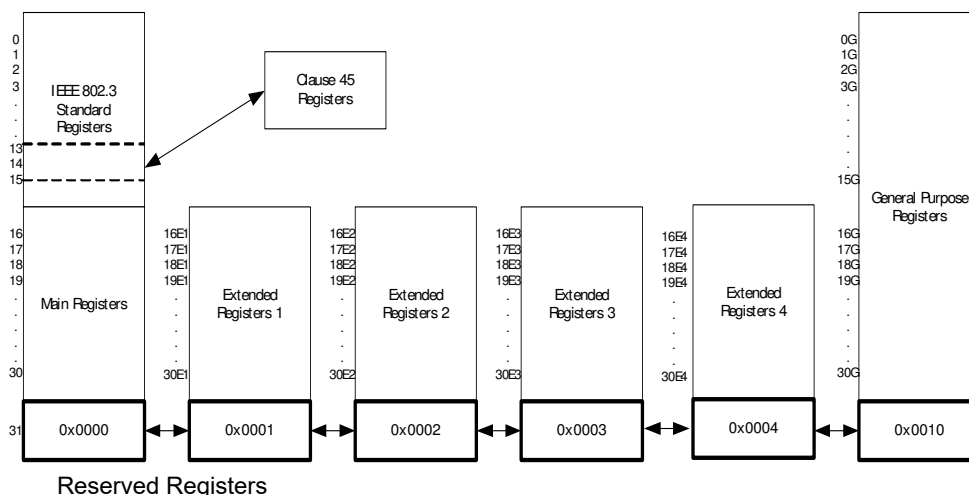 0
1
2
3
.
.
.
13
14
15
IEEE 802.3
Standard
Registers
Clause 45
Registers
16
17
18
19
.
.
.
.
.
30
Main Registers
16E1
17E1
18E1
19E1
.
.
.
.
.
30E1
Extended
Registers 1
16E2
17E2
18E2
19E2
.
.
.
.
.
30E2
Extended
Registers 2
16E3
17E3
18E3
19E3
.
.
.
.
.
30E3
Extended
Registers 3
16E4
17E4
18E4
19E4
.
.
.
.
.
30E4
Extended
Registers 4
0G
1G
2G
3G
.
.
.
.
.
15G
16G
17G
18G
19G
.
.
.
.
.
30G
General Purpose
Registers
31
0x0000
0x0001
0x0002
0x0003
0x0004
0x0010
Reserved Registers